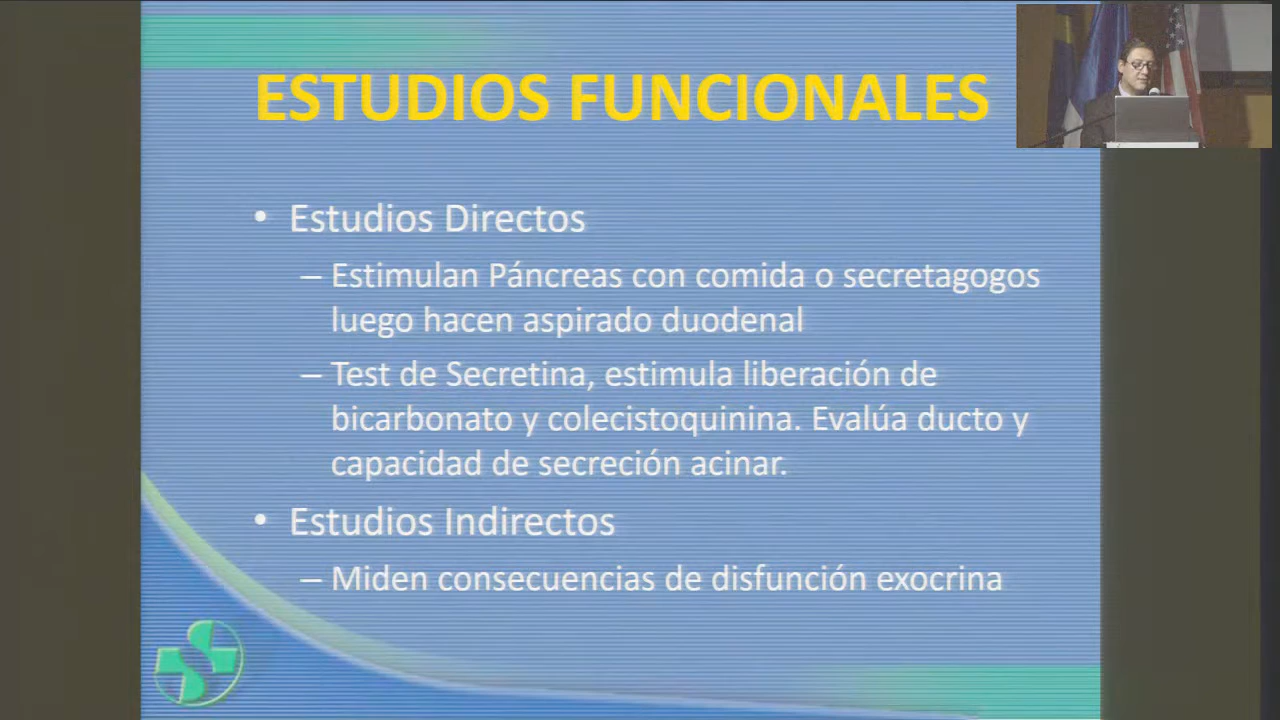 ESTUDIOS FUNCIONALES
• Estudios Directos
– Estimulan Páncreas con comida o secretagogos
luego hacen aspirado duodenal
– Test de Secretina, estimula liberación de
bicarbonato y colecistoquinina. Evalúa ducto y
capacidad de secreción acinar.
• Estudios Indirectos
– Miden consecuencias de disfunción exocrina